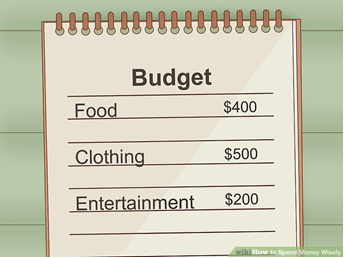 Budget
Food $400
Clothing $500
Entertainment $200
wikiHow to Spend Money Wisely